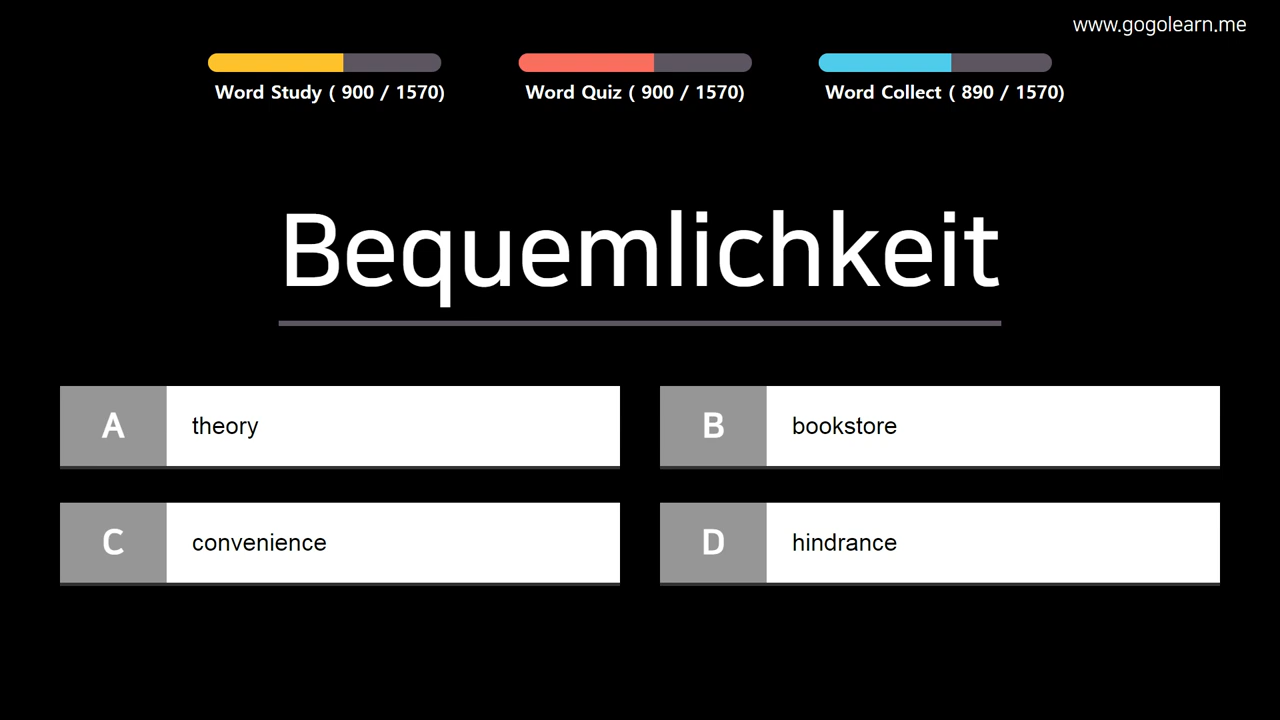 www.gogolearn.me
Word Study ( 900 / 1570)
Word Quiz ( 900 / 1570)
Word Collect ( 890 / 1570)
Bequemlichkeit
A theory
B bookstore
C convenience
D hindrance